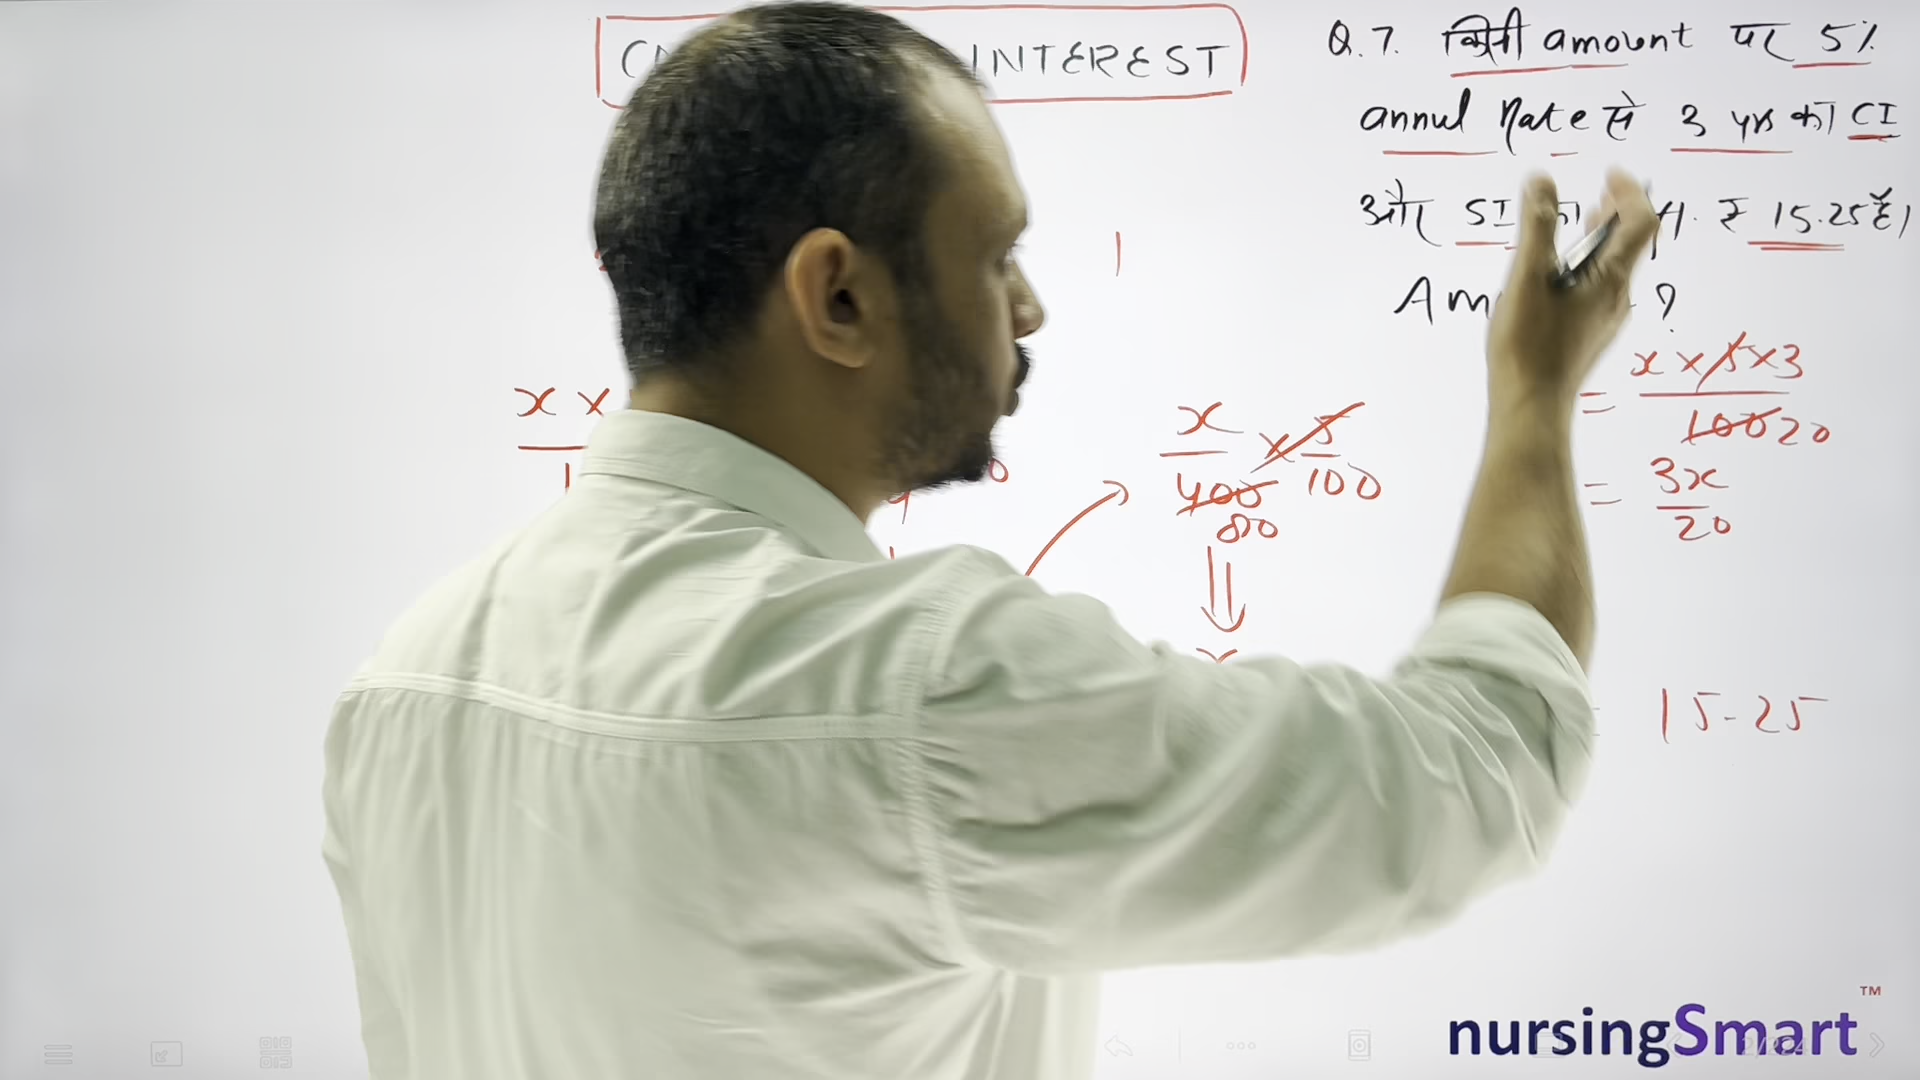 INTEREST
Q.7. किसी amount पर 5%
annul Rate से 3 yrs का CI
और SI ₹ 15.25 है।
?
x x 5 x 3
=
100 20
= 3x
20
x x
x x 5
400 100
80
15.25
nursingSmart
TM